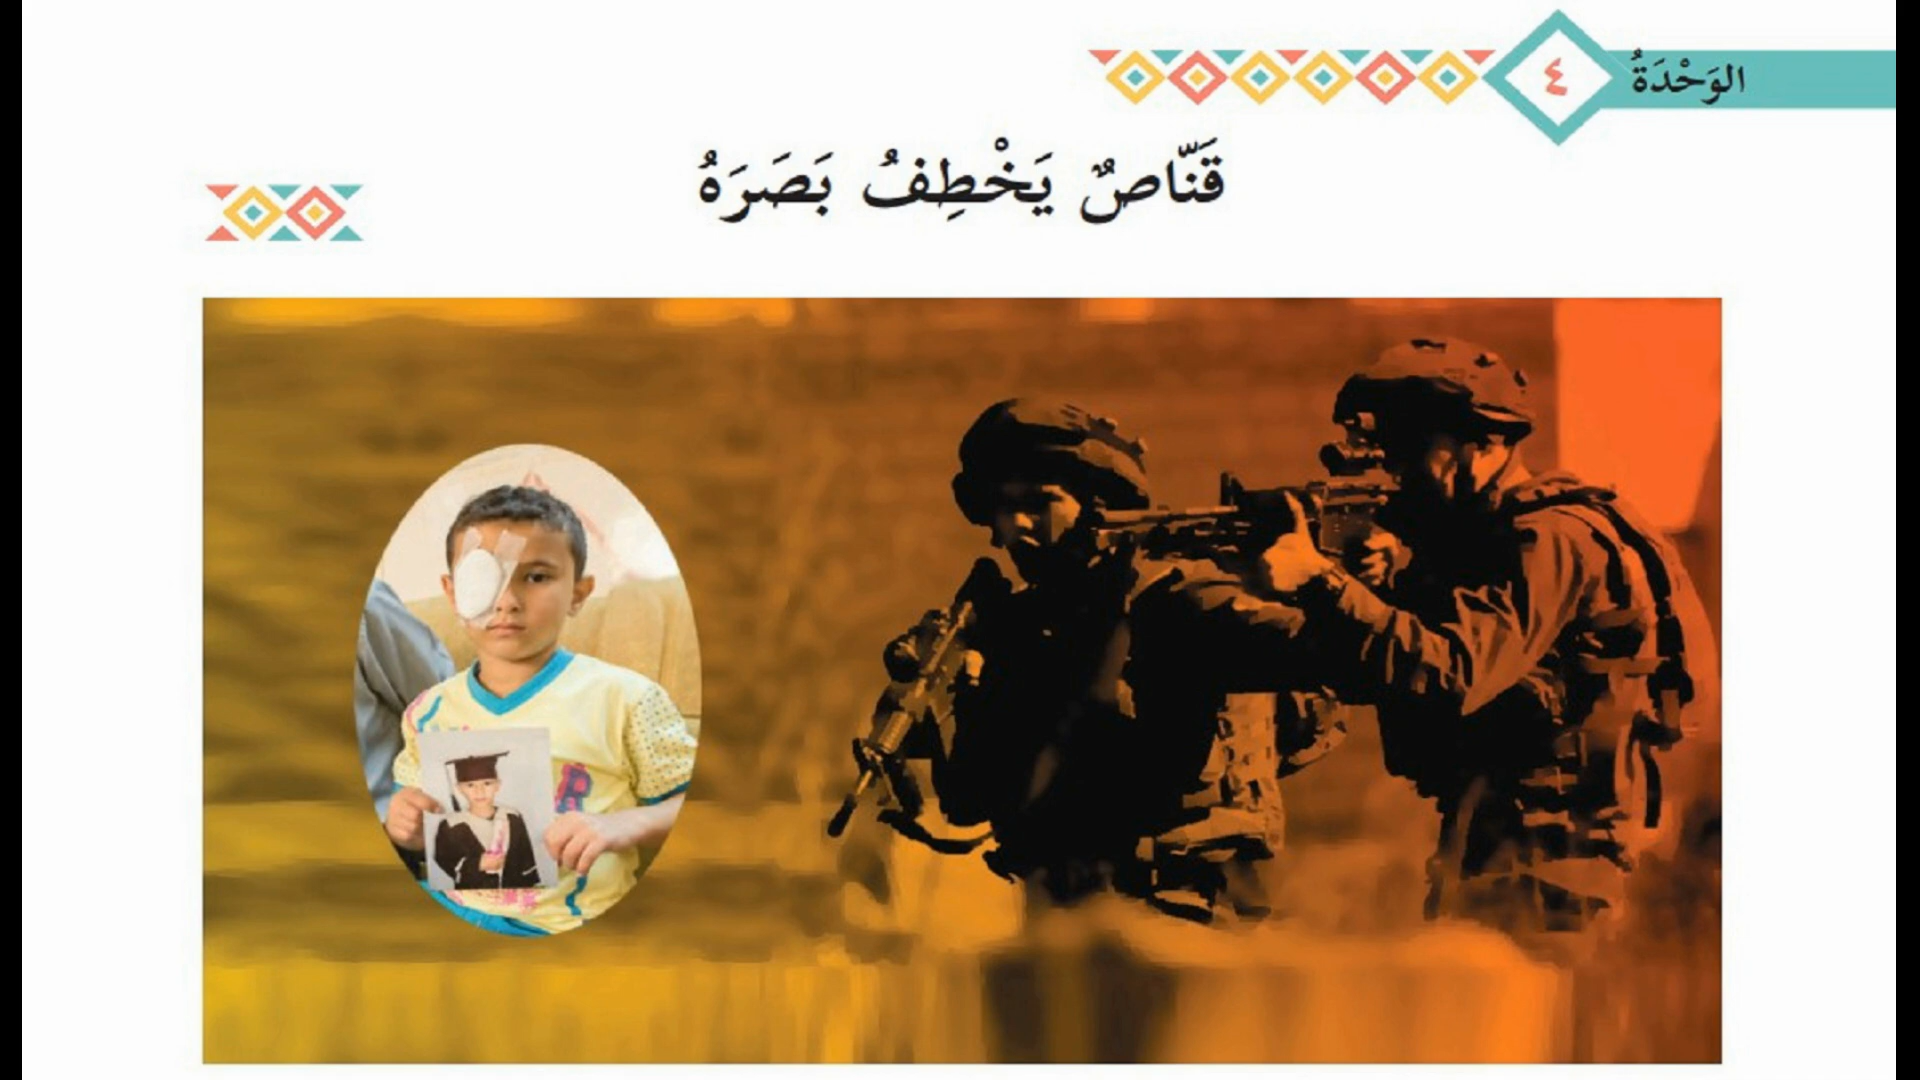 الوَحْدَةُ ٤
قَنّاصٌ يَخْطِفُ بَصَرَهُ